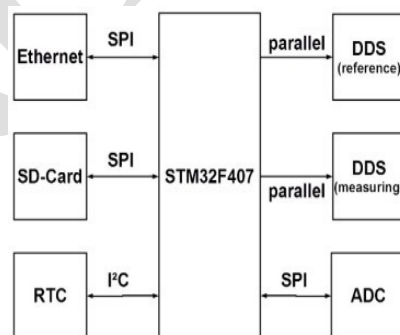 Ethernet
SPI
STM32F407
parallel
DDS
(reference)
SD-Card
SPI
parallel
DDS
(measuring)
RTC
I²C
SPI
ADC